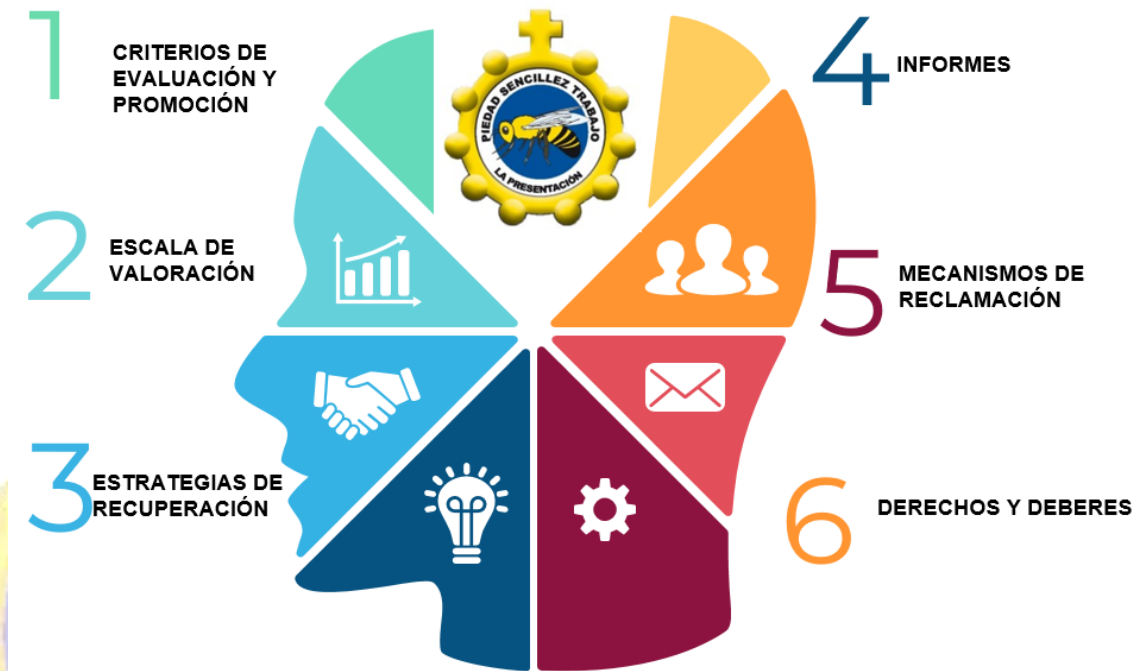 1
CRITERIOS DE
EVALUACIÓN Y
PROMOCIÓN
2
ESCALA DE
VALORACIÓN
3
ESTRATEGIAS DE
RECUPERACIÓN
PIEDAD SENCILLEZ TRABAJO
LA PRESENTACIÓN
4
INFORMES
5
MECANISMOS DE
RECLAMACIÓN
6
DERECHOS Y DEBERES